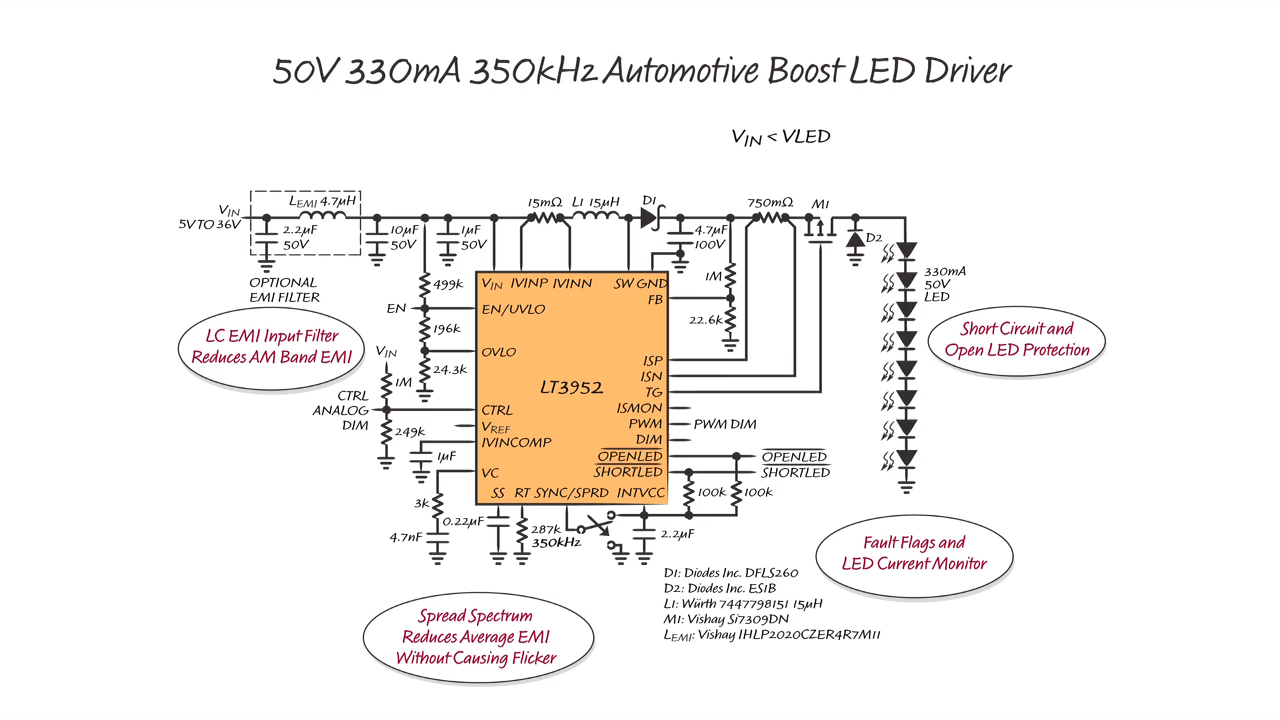 50V 330mA 350kHz Automotive Boost LED Driver
VIN < VLED
VIN
5V TO 36V
LEMI 4.7µH
2.2µF
50V
OPTIONAL
EMI FILTER
10µF
50V
1µF
50V
15mΩ
L1 15µH
D1
4.7µF
100V
750mΩ
M1
D2
1M
22.6k
330mA
50V
LED
499k
EN
196k
24.3k
VIN
1M
CTRL
ANALOG
DIM
249k
1µF
3k
4.7nF
0.22µF
287k
350kHz
2.2µF
100k
100k
VIN IVINP IVINN SW GND
EN/UVLO
OVLO
CTRL
VREF
IVINCOMP
VC
SS RT SYNC/SPRD INTVCC
LT3952
FB
ISP
ISN
TG
ISMON
PWM
DIM
OPENLED
SHORTLED
PWM DIM
OPENLED
SHORTLED
LC EMI Input Filter
Reduces AM Band EMI
Short Circuit and
Open LED Protection
Fault Flags and
LED Current Monitor
Spread Spectrum
Reduces Average EMI
Without Causing Flicker
D1: Diodes Inc. DFLS260
D2: Diodes Inc. ES1B
L1: Würth 7447798151 15µH
M1: Vishay Si7309DN
LEMI: Vishay IHLP2020CZER4R7M11